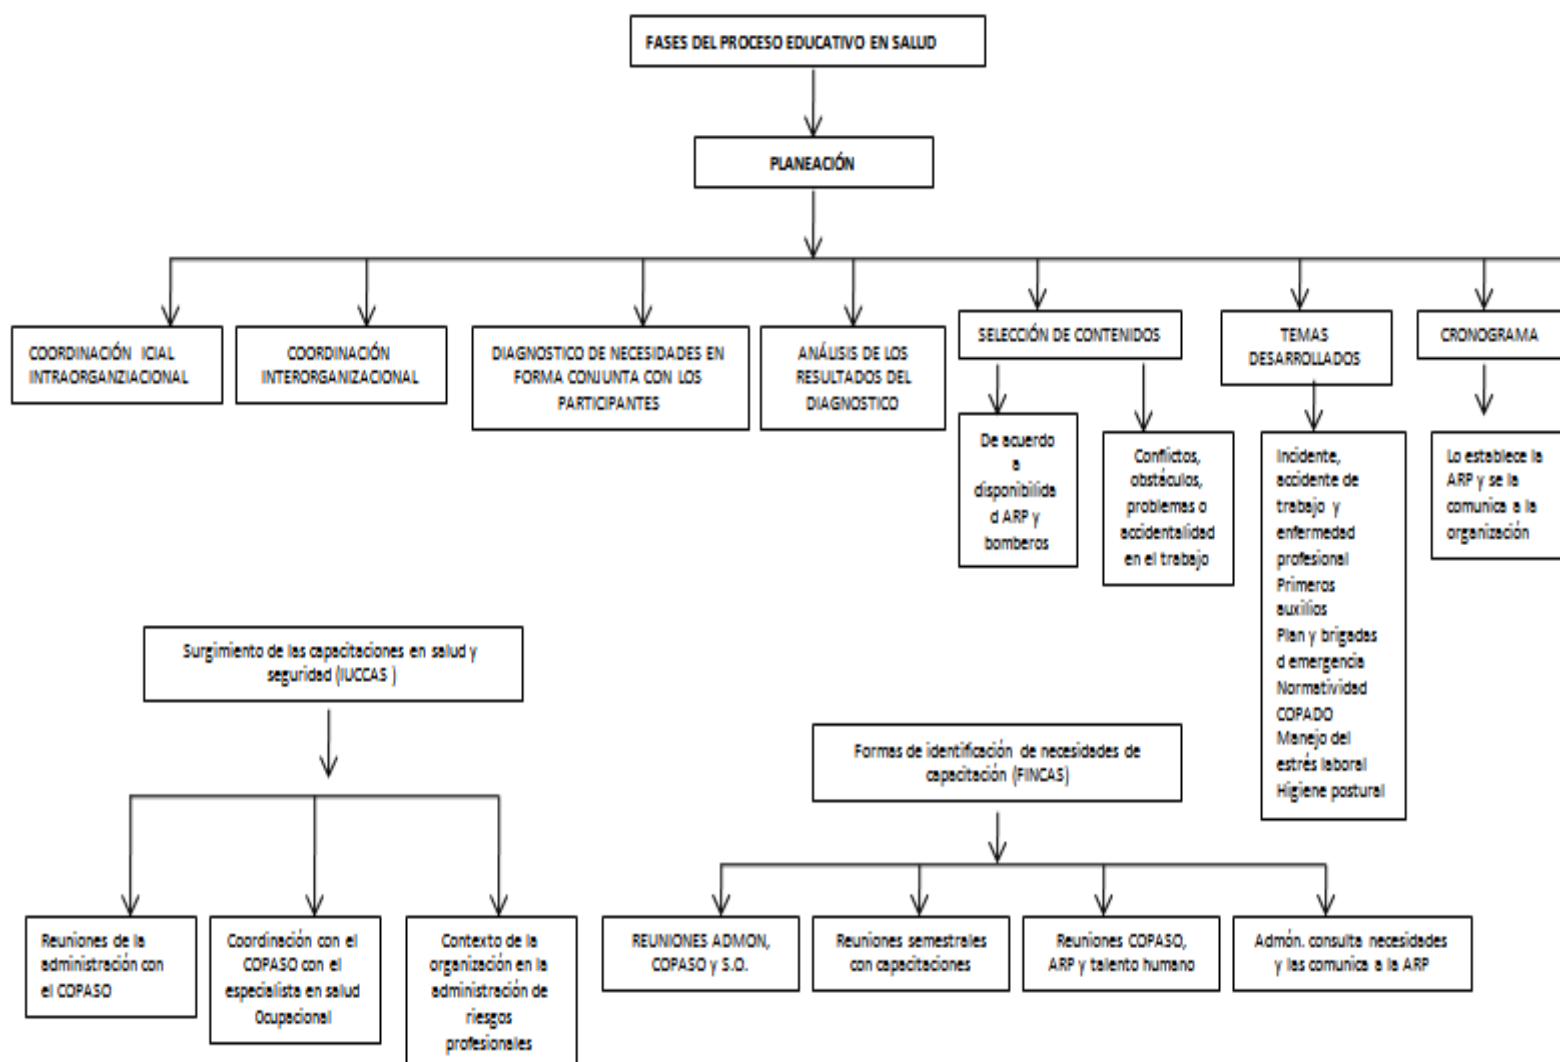 FASES DEL PROCESO EDUCATIVO EN SALUD
PLANEACIÓN
COORDINACIÓN ICIAL
INTRAORGANZIACIONAL
COORDINACIÓN
INTERORGANIZACIONAL
DIAGNOSTICO DE NECESIDADES EN
FORMA CONJUNTA CON LOS
PARTICIPANTES
ANÁLISIS DE LOS
RESULTADOS DEL
DIAGNOSTICO
SELECCIÓN DE CONTENIDOS
De acuerdo
a
disponibilida
d ARP y
bomberos
Conflictos,
obstáculos,
problemas o
accidentalidad
en el trabajo
TEMAS
DESARROLLADOS
Incidente,
accidente de
trabajo y
enfermedad
profesional
Primeros
auxilios
Plan y brigadas
d emergencia
Normatividad
COPADO
Manejo del
estrés laboral
Higiene postural
CRONOGRAMA
Lo establece la
ARP y se la
comunica a la
organización
Surgimiento de las capacitaciones en salud y
seguridad (IUCCAS )
Reuniones de la
administración con
el COPASO
Coordinación con el
COPASO con el
especialista en salud
Ocupacional
Contexto de la
organización en la
administración de
riesgos
profesionales
Formas de identificación de necesidades de
capacitación (FINCAS)
REUNIONES ADMON,
COPASO y S.O.
Reuniones semestrales
con capacitaciones
Reuniones COPASO,
ARP y talento humano
Admón. consulta necesidades
y las comunica a la ARP